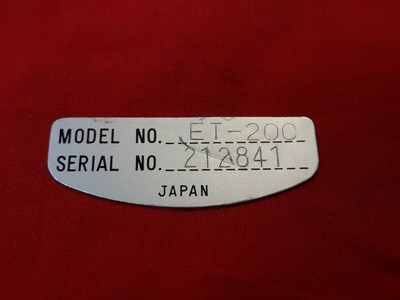 MODEL NO. ET-200
SERIAL NO. 212841
JAPAN